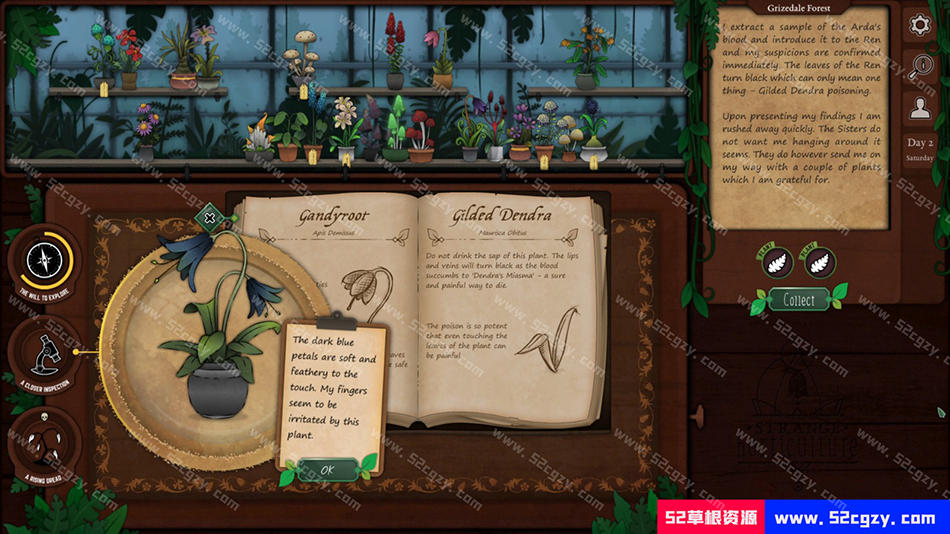 Grizedale Forest
I extract a sample of the Arda's
blood and introduce it to the Ren
and my suspicions are confirmed
immediately. The leaves of the Ren
turn black which can only mean one
thing - Gilded Dendra poisoning.
Upon presenting my findings I am
rushed away quickly. The Sisters do
not want me hanging around it
seems. They do however send me on
my way with a couple of plants
which I am grateful for.
PLANT
PLANT
Collect
Day 2
Saturday
Gandyroot
Apis Demissus
Gilded Dendra
Naurica Obitus
Do not drink the sap of this plant. The lips
and veins will turn black as the blood
succumbs to 'Dendra's Miasma' - a sure
and painful way to die.
The poison is so potent
that even touching the
leaves of the plant can
be painful
The dark blue
petals are soft and
feathery to the
touch. My fingers
seem to be
irritated by this
plant.
OK
THE WILL TO EXPLORE
A CLOSER INSPECTION
A RISING DREAD
STRANGE
HORTICULTURE
52草根资源
www.52cgzy.com